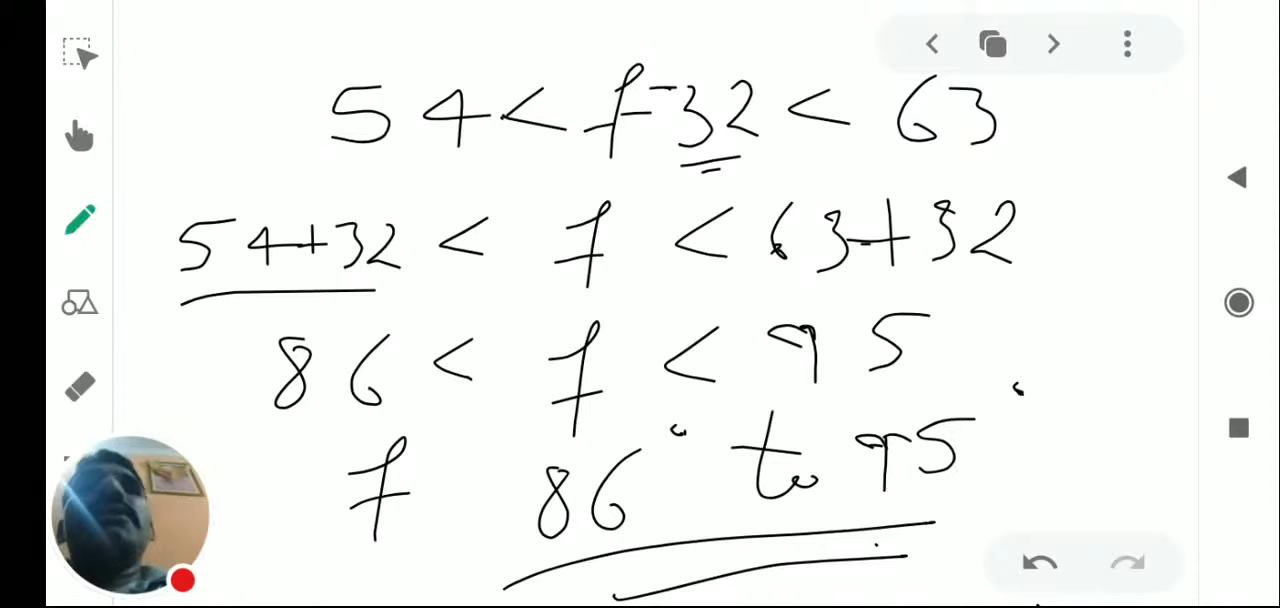 54 < F - 32 < 63
54 + 32 < F < 63 + 32
86 < F < 95
F 86° to 95°